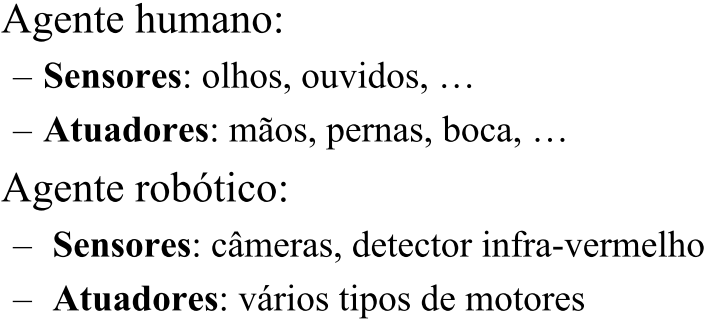 Agente humano:
– Sensores: olhos, ouvidos, …
– Atuadores: mãos, pernas, boca, …
Agente robótico:
– Sensores: câmeras, detector infra-vermelho
– Atuadores: vários tipos de motores